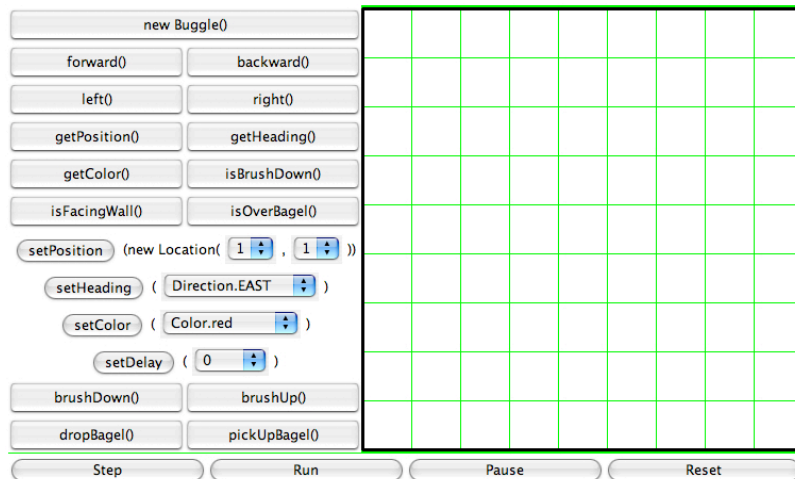 new Buggle()
forward() backward()
left() right()
getPosition() getHeading()
getColor() isBrushDown()
isFacingWall() isOverBagel()
setPosition (new Location( 1 , 1 ))
setHeading ( Direction.EAST )
setColor ( Color.red )
setDelay ( 0 )
brushDown() brushUp()
dropBagel() pickUpBagel()
Step Run Pause Reset